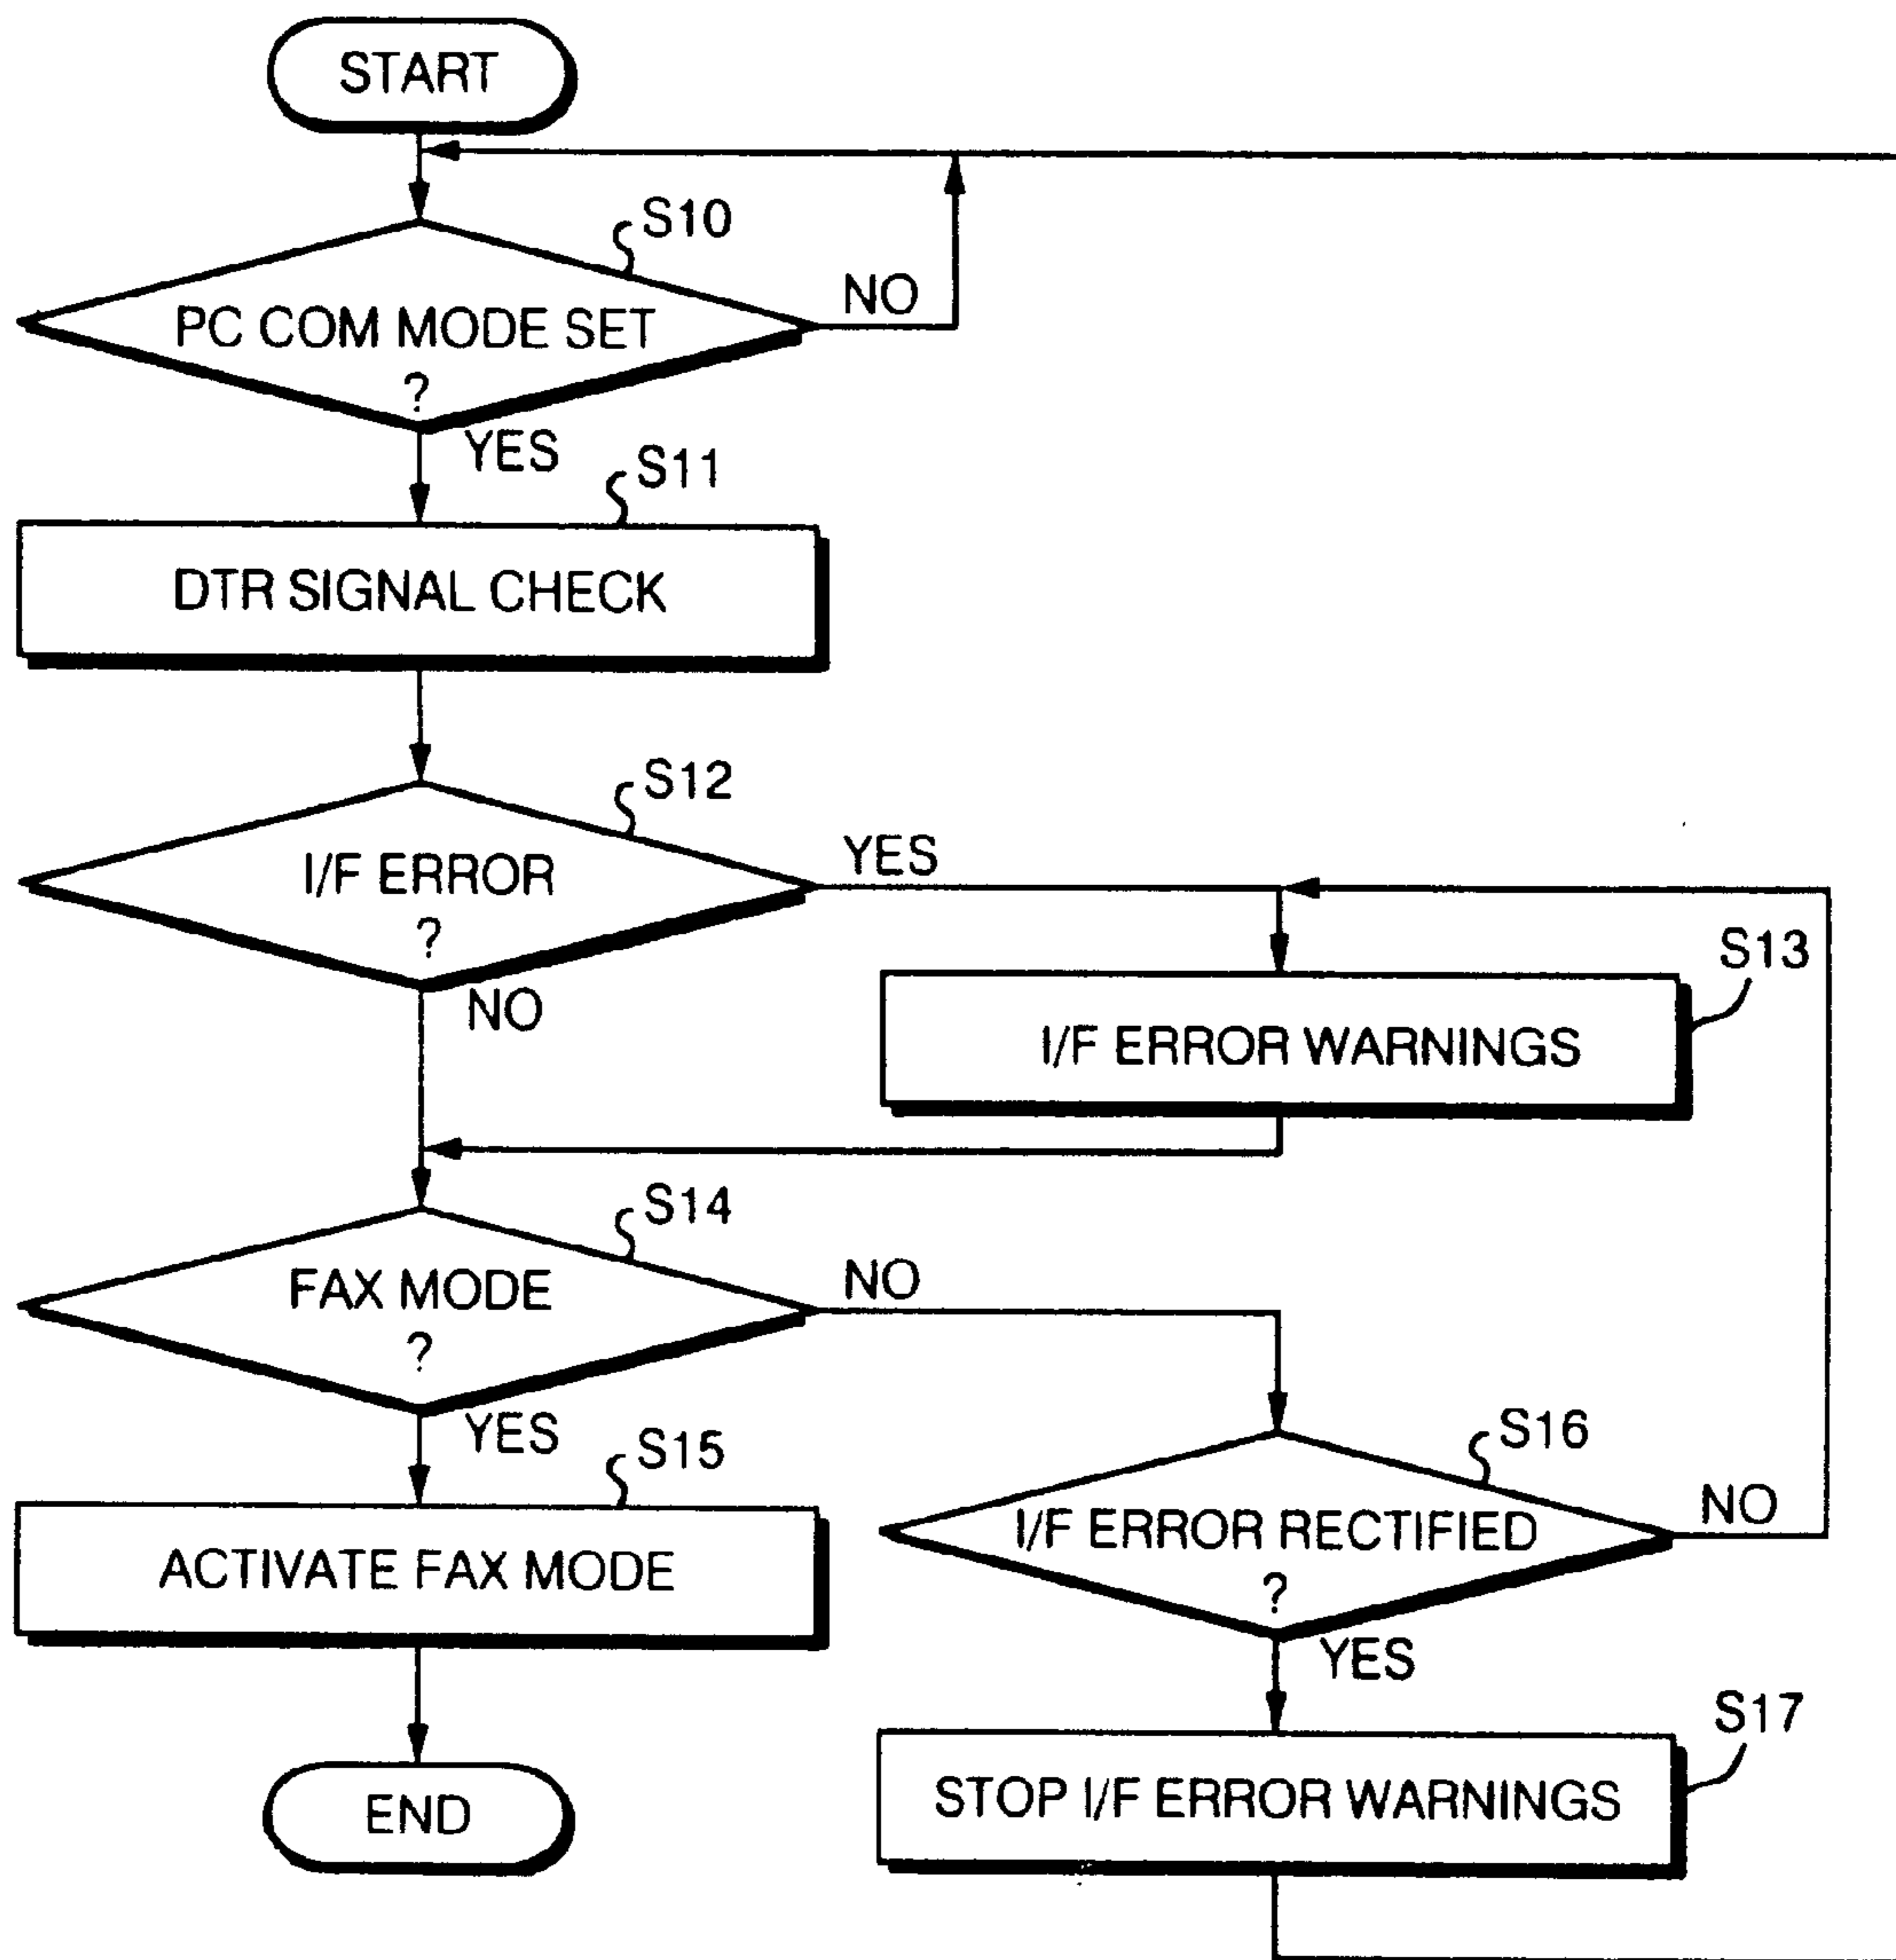 START
S10
PC COM MODE SET
?
NO
YES
S11
DTR SIGNAL CHECK
S12
I/F ERROR
?
YES
NO
S13
I/F ERROR WARNINGS
S14
FAX MODE
?
NO
YES
S15
ACTIVATE FAX MODE
S16
I/F ERROR RECTIFIED
?
NO
YES
S17
STOP I/F ERROR WARNINGS
END